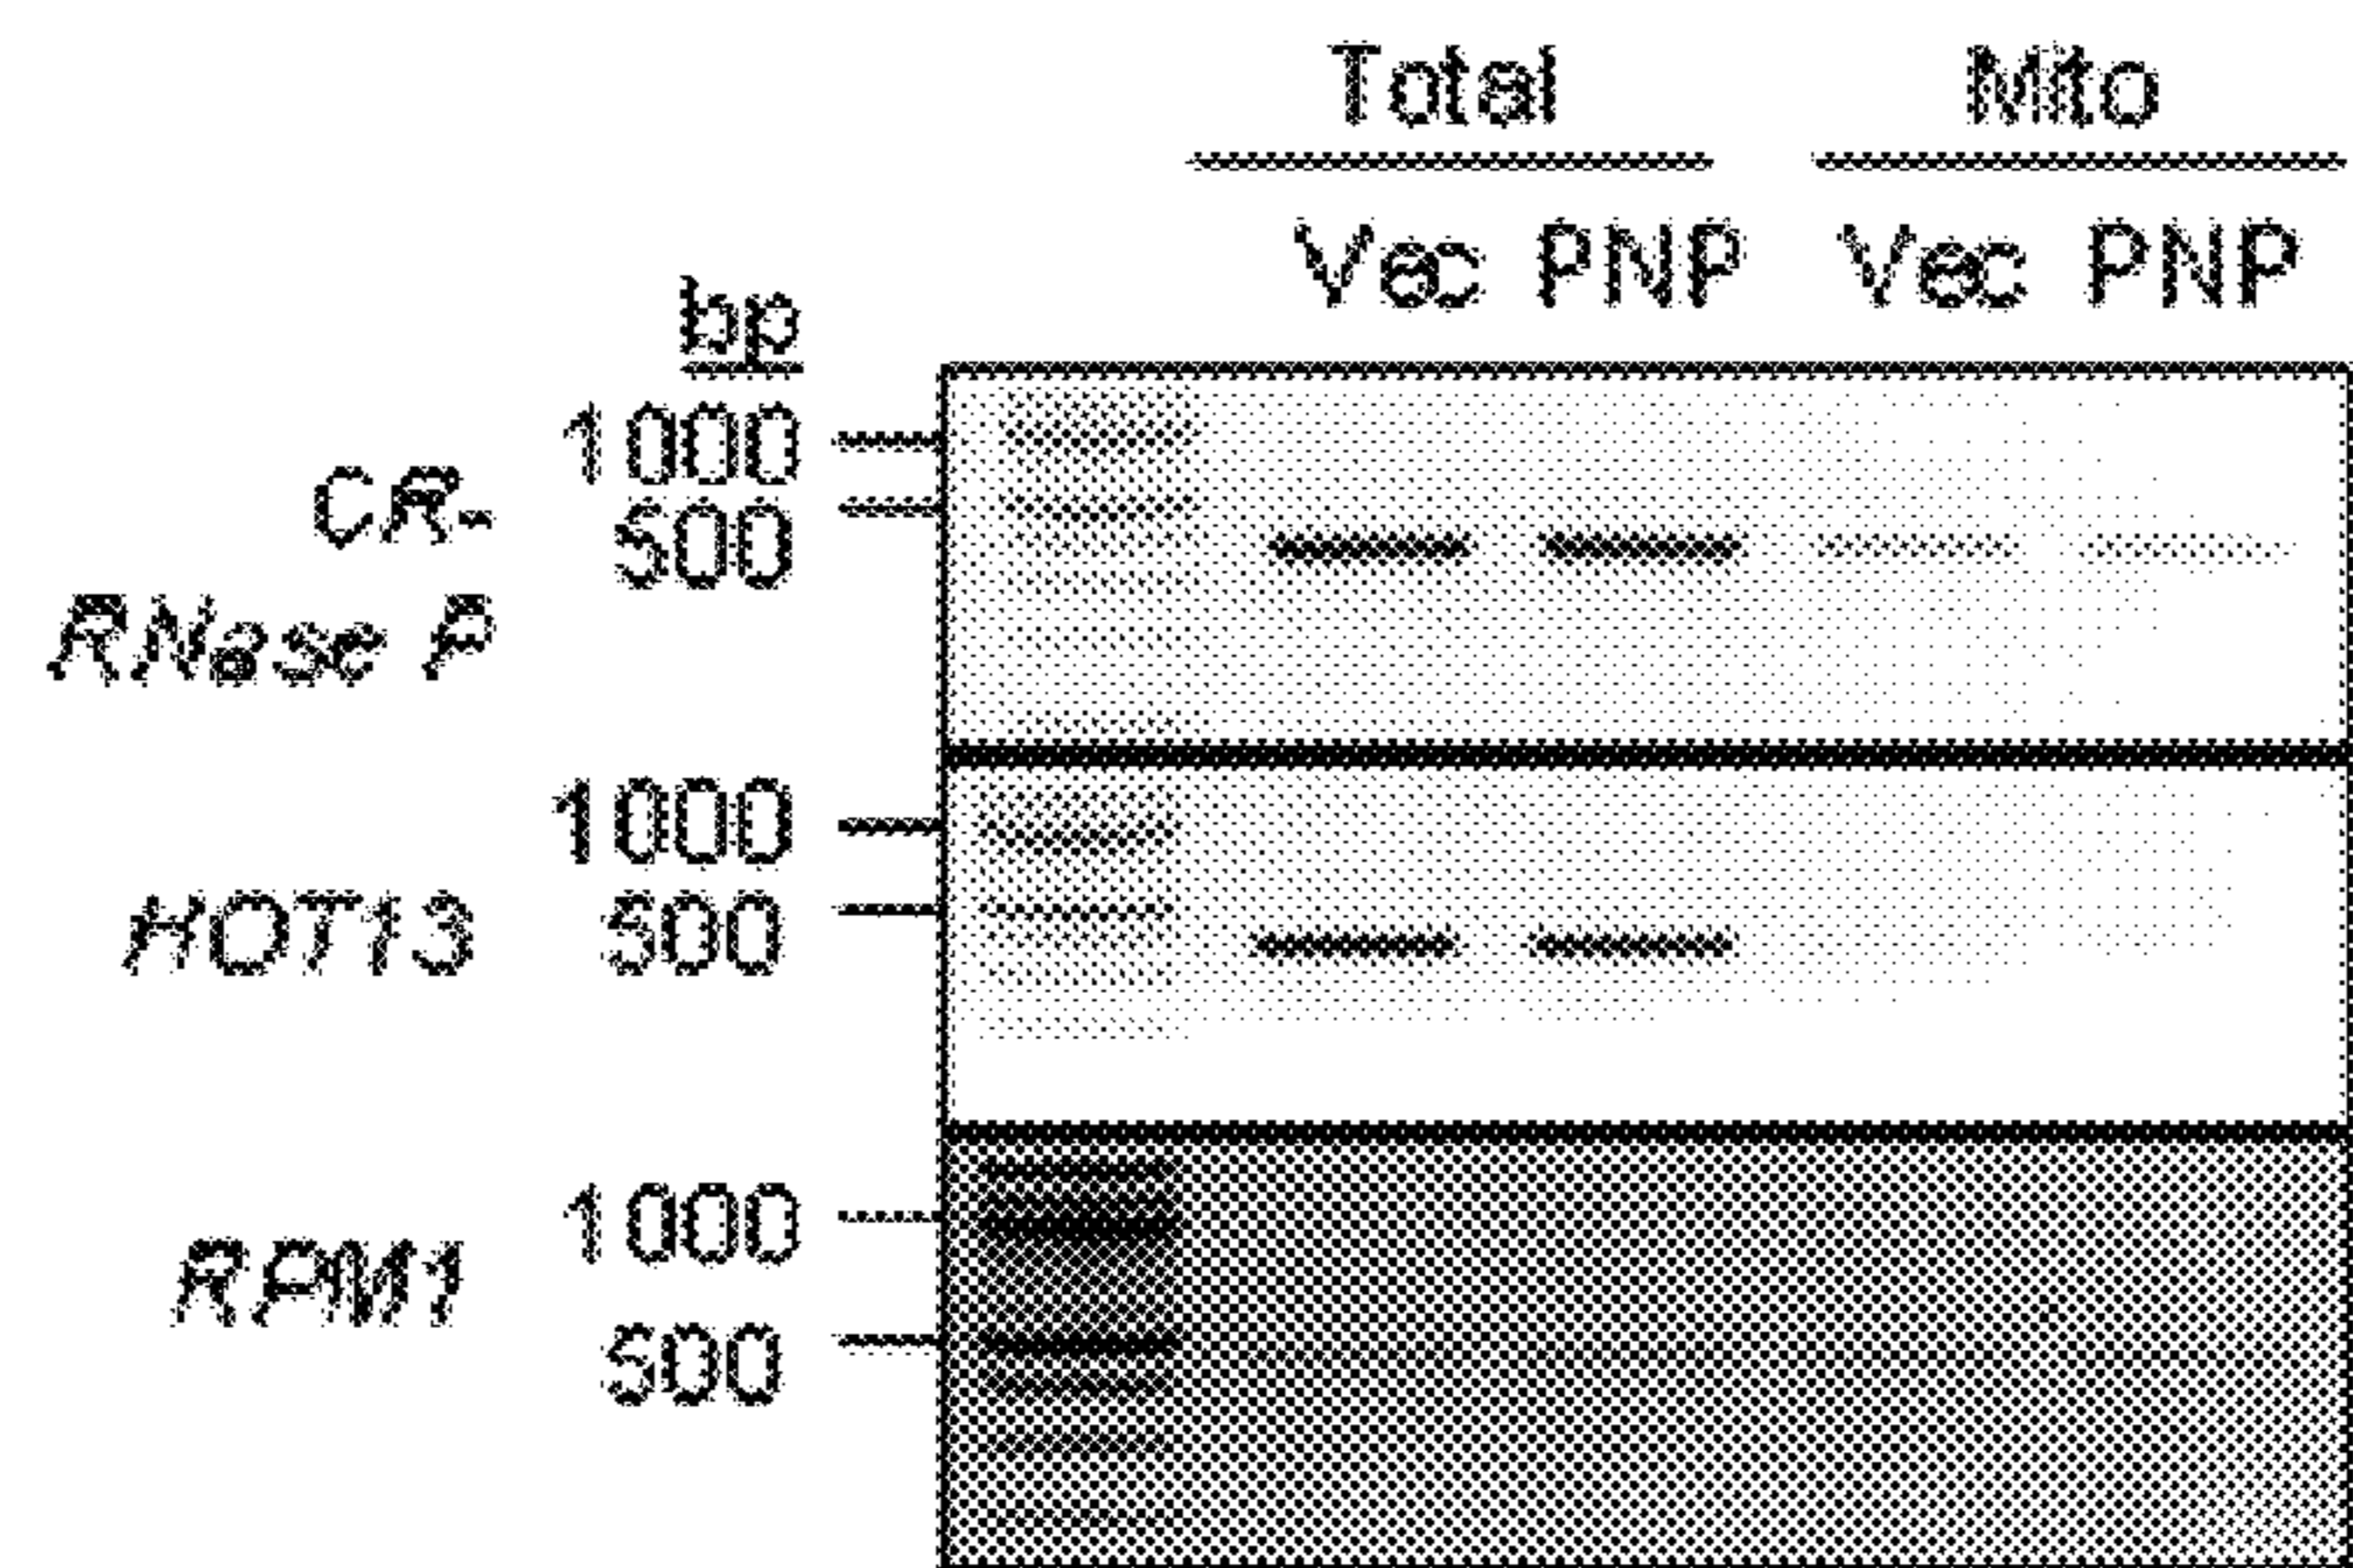 Total Mito
Vec PNP Vec PNP
bp
1000
CR-
500
RNase P
1000
HOT13 500
1000
RPM1
500